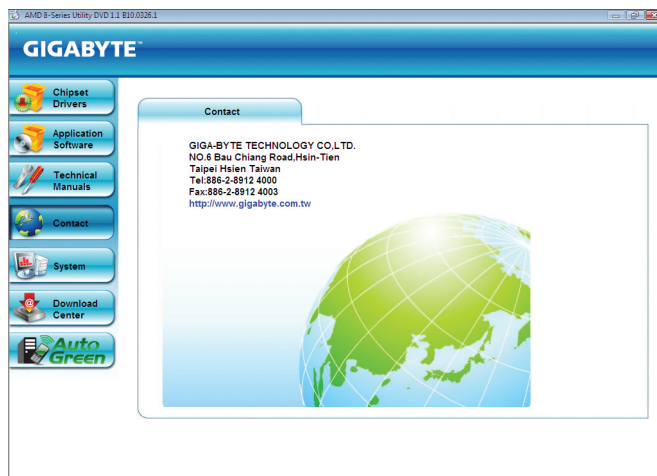 AMD 8-Series Utility DVD 1.1 B10.0326.1
GIGABYTE™
Chipset
Drivers
Application
Software
Technical
Manuals
Contact
System
Download
Center
Auto
Green
Contact
GIGA-BYTE TECHNOLOGY CO,LTD.
NO.6 Bau Chiang Road,Hsin-Tien
Taipei Hsien Taiwan
Tel:886-2-8912 4000
Fax:886-2-8912 4003
http://www.gigabyte.com.tw